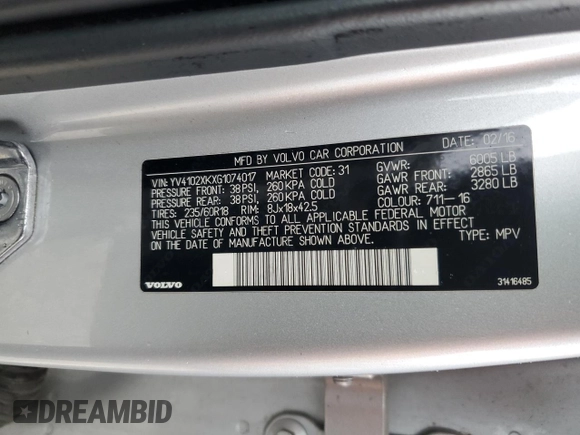 MFD BY VOLVO CAR CORPORATION DATE: 02/16
VIN: YV4102XKXG1074017 MARKET CODE: 31 GVWR: 6005 LB
PRESSURE FRONT: 38PSI, 260KPA COLD GAWR FRONT: 2865 LB
PRESSURE REAR: 38PSI, 260KPA COLD GAWR REAR: 3280 LB
TIRES: 235/60R18 RIM: 8Jx18x42.5 COLOUR: 711-16
THIS VEHICLE CONFORMS TO ALL APPLICABLE FEDERAL MOTOR
VEHICLE SAFETY AND THEFT PREVENTION STANDARDS IN EFFECT
ON DATE OF MANUFACTURE SHOWN ABOVE. TYPE: MPV
VOLVO 31416485
DREAMBID